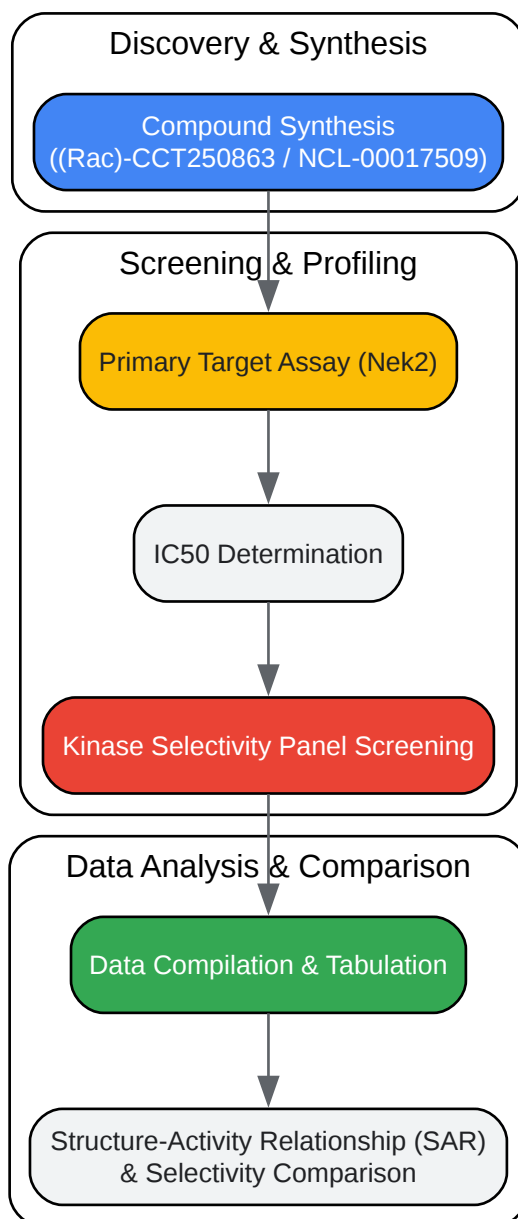 Discovery & Synthesis
Compound Synthesis
((Rac)-CCT250863 / NCL-00017509)
Screening & Profiling
Primary Target Assay (Nek2)
IC50 Determination
Kinase Selectivity Panel Screening
Data Analysis & Comparison
Data Compilation & Tabulation
Structure-Activity Relationship (SAR)
& Selectivity Comparison